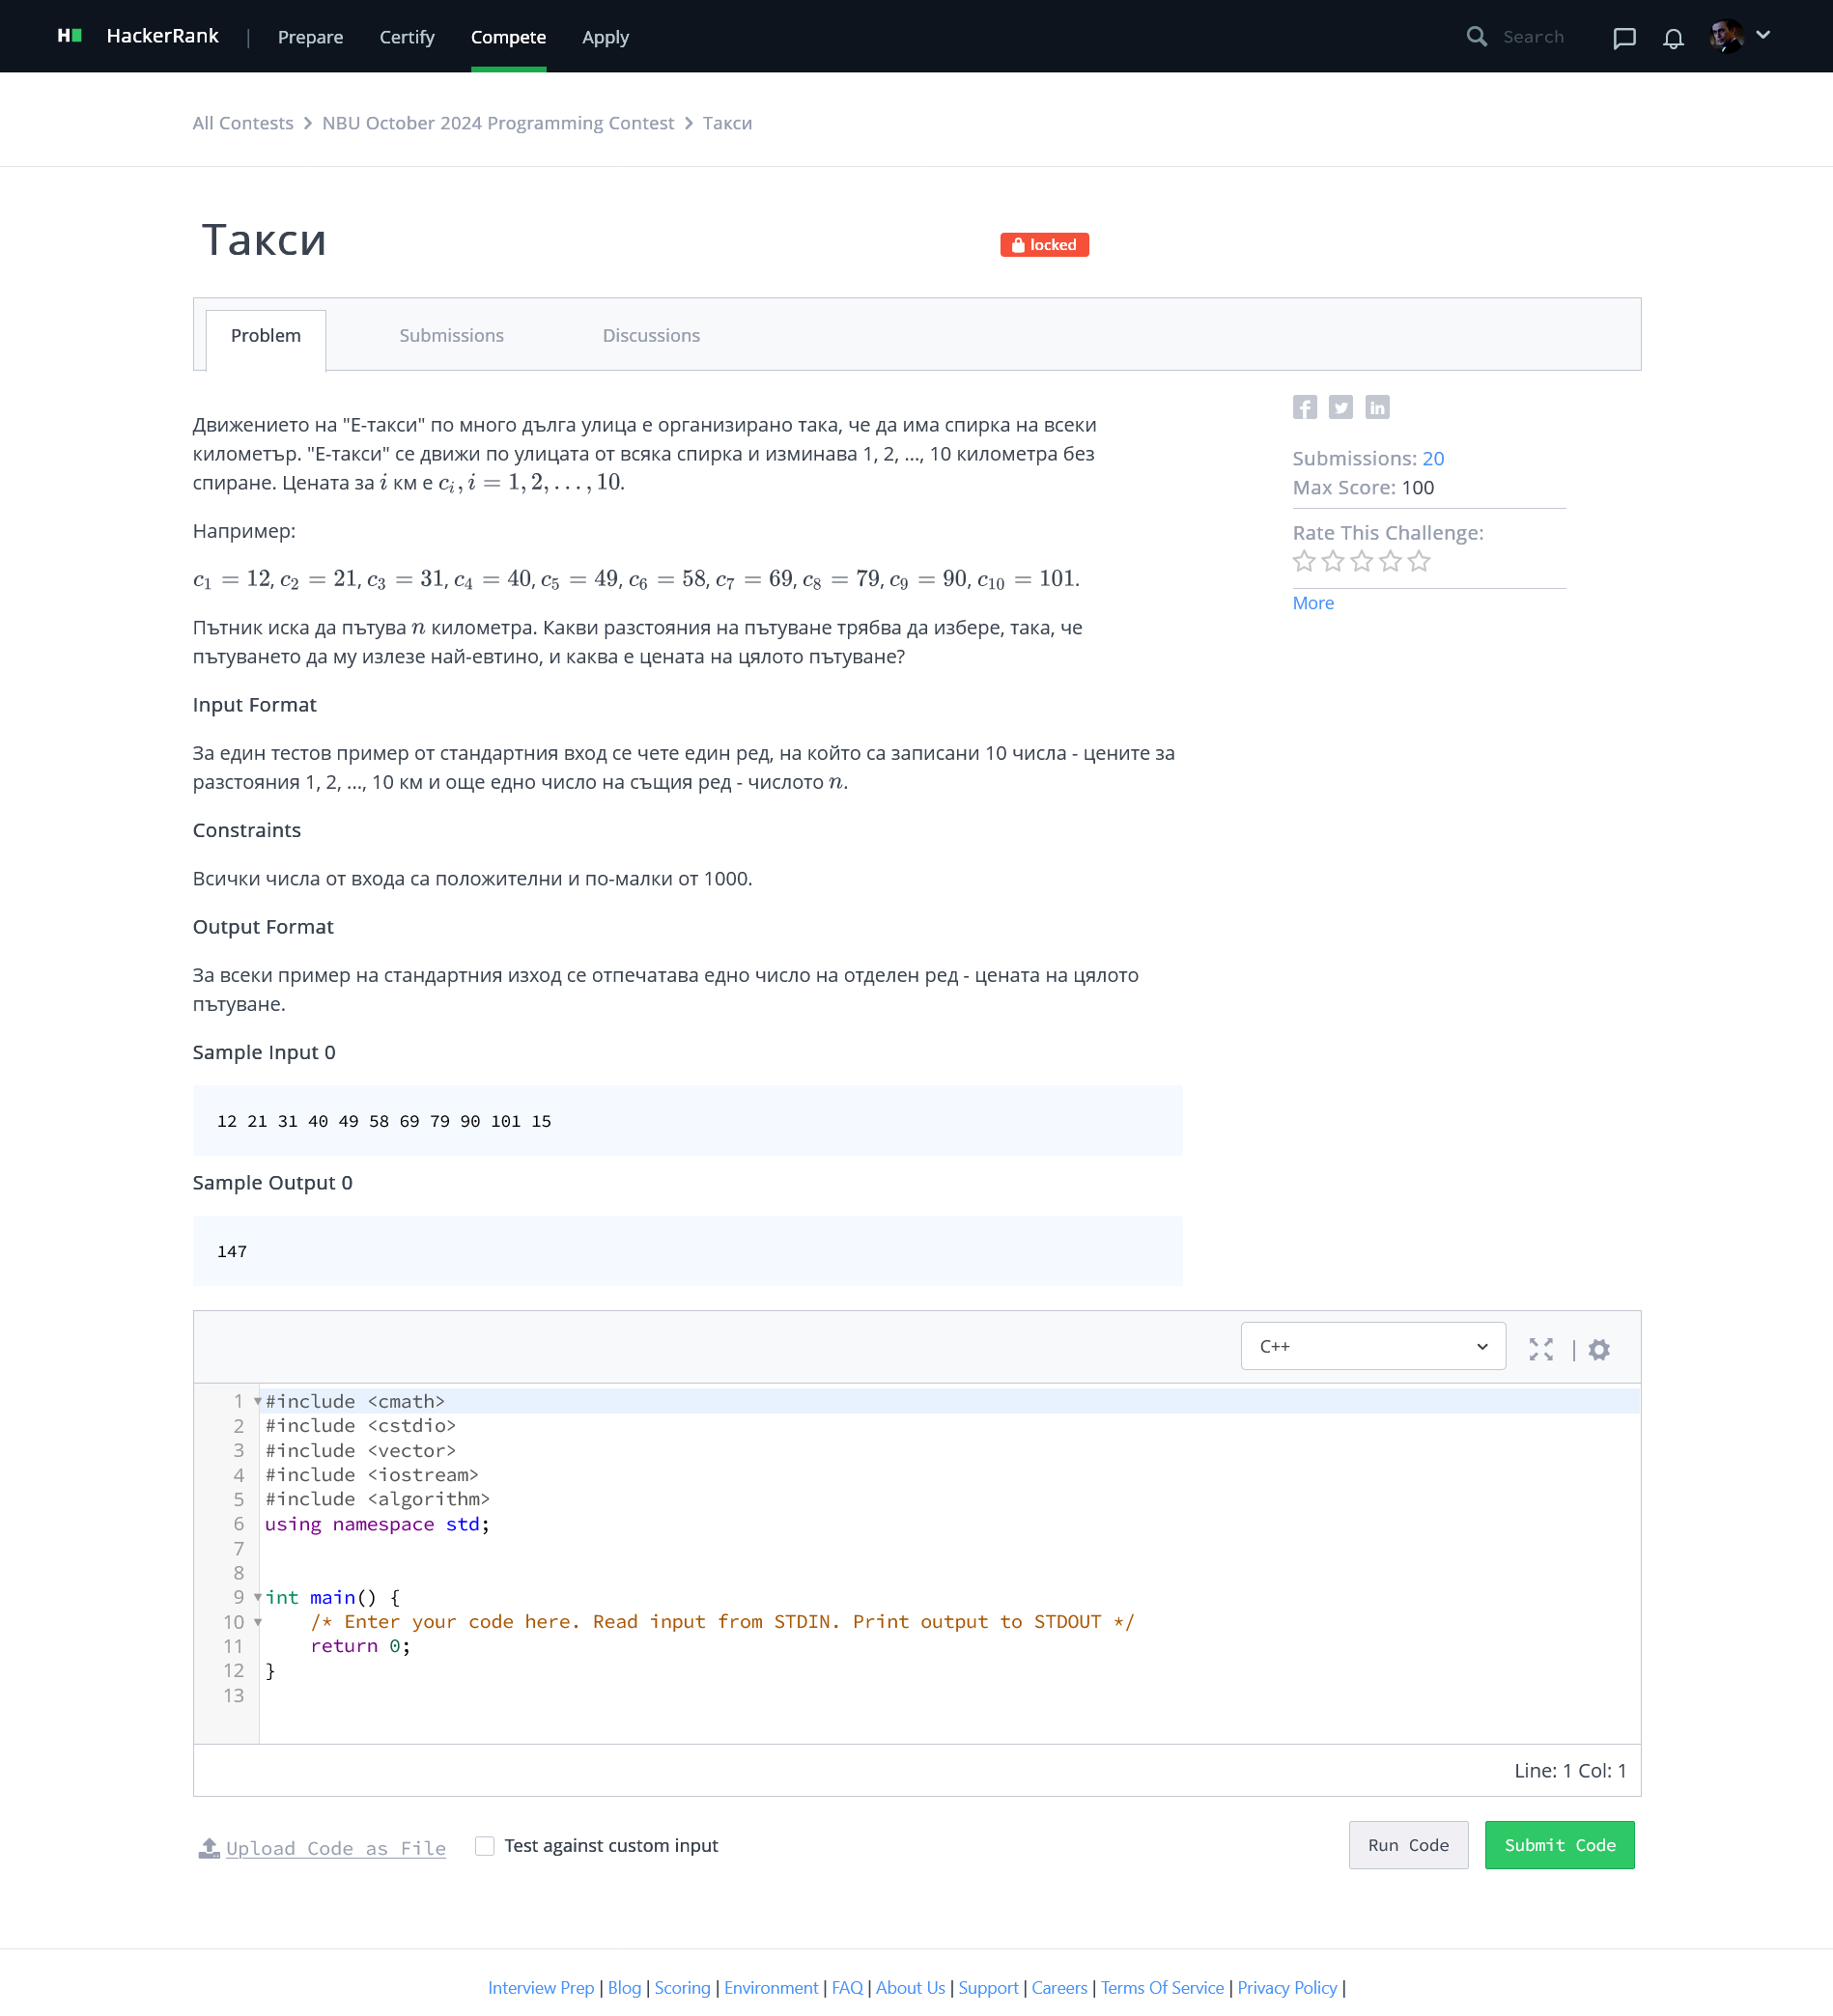 HackerRank | Prepare Certify Compete Apply Search
All Contests > NBU October 2024 Programming Contest > Такси
Такси
locked
Problem Submissions Discussions
Движението на "Е-такси" по много дълга улица е организирано така, че да има спирка на всеки
километър. "Е-такси" се движи по улицата от всяка спирка и изминава 1, 2, ..., 10 километра без
спиране. Цената за i км е c_i, i = 1, 2, ..., 10.
Например:
c_1 = 12, c_2 = 21, c_3 = 31, c_4 = 40, c_5 = 49, c_6 = 58, c_7 = 69, c_8 = 79, c_9 = 90, c_10 = 101.
Пътник иска да пътува n километра. Какви разстояния на пътуване трябва да избере, така, че
пътуването да му излезе най-евтино, и каква е цената на цялото пътуване?
Input Format
За един тестов пример от стандартния вход се чете един ред, на който са записани 10 числа - цените за
разстояния 1, 2, ..., 10 км и още едно число на същия ред - числото n.
Constraints
Всички числа от входа са положителни и по-малки от 1000.
Output Format
За всеки пример на стандартния изход се отпечатава едно число на отделен ред - цената на цялото
пътуване.
Sample Input 0
12 21 31 40 49 58 69 79 90 101 15
Sample Output 0
147
Submissions: 20
Max Score: 100
Rate This Challenge:
More
C++
1 #include <cmath>
2 #include <cstdio>
3 #include <vector>
4 #include <iostream>
5 #include <algorithm>
6 using namespace std;
7
8
9 int main() {
10 /* Enter your code here. Read input from STDIN. Print output to STDOUT */
11 return 0;
12 }
13
Line: 1 Col: 1
Upload Code as File Test against custom input Run Code Submit Code
Interview Prep | Blog | Scoring | Environment | FAQ | About Us | Support | Careers | Terms Of Service | Privacy Policy |